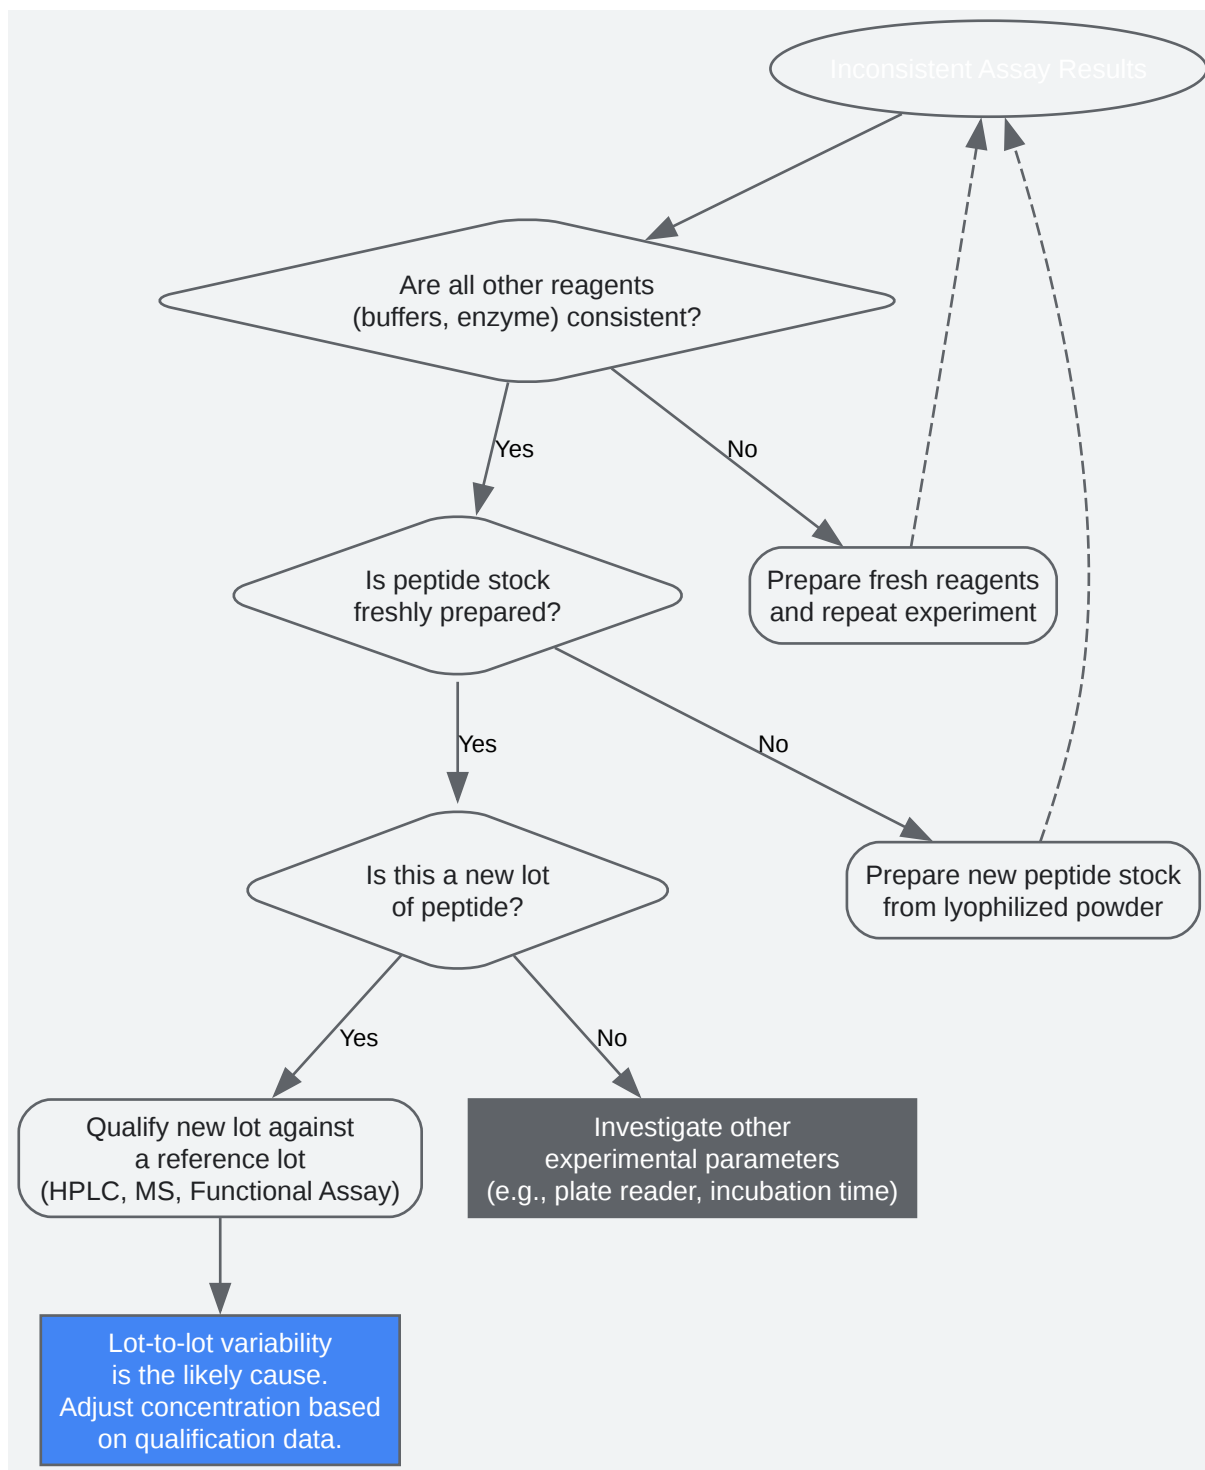 Inconsistent Assay Results
Are all other reagents
(buffers, enzyme) consistent?
Yes
No
Is peptide stock
freshly prepared?
Prepare fresh reagents
and repeat experiment
Yes
No
Is this a new lot
of peptide?
Prepare new peptide stock
from lyophilized powder
Yes
No
Qualify new lot against
a reference lot
(HPLC, MS, Functional Assay)
Investigate other
experimental parameters
(e.g., plate reader, incubation time)
Lot-to-lot variability
is the likely cause.
Adjust concentration based
on qualification data.